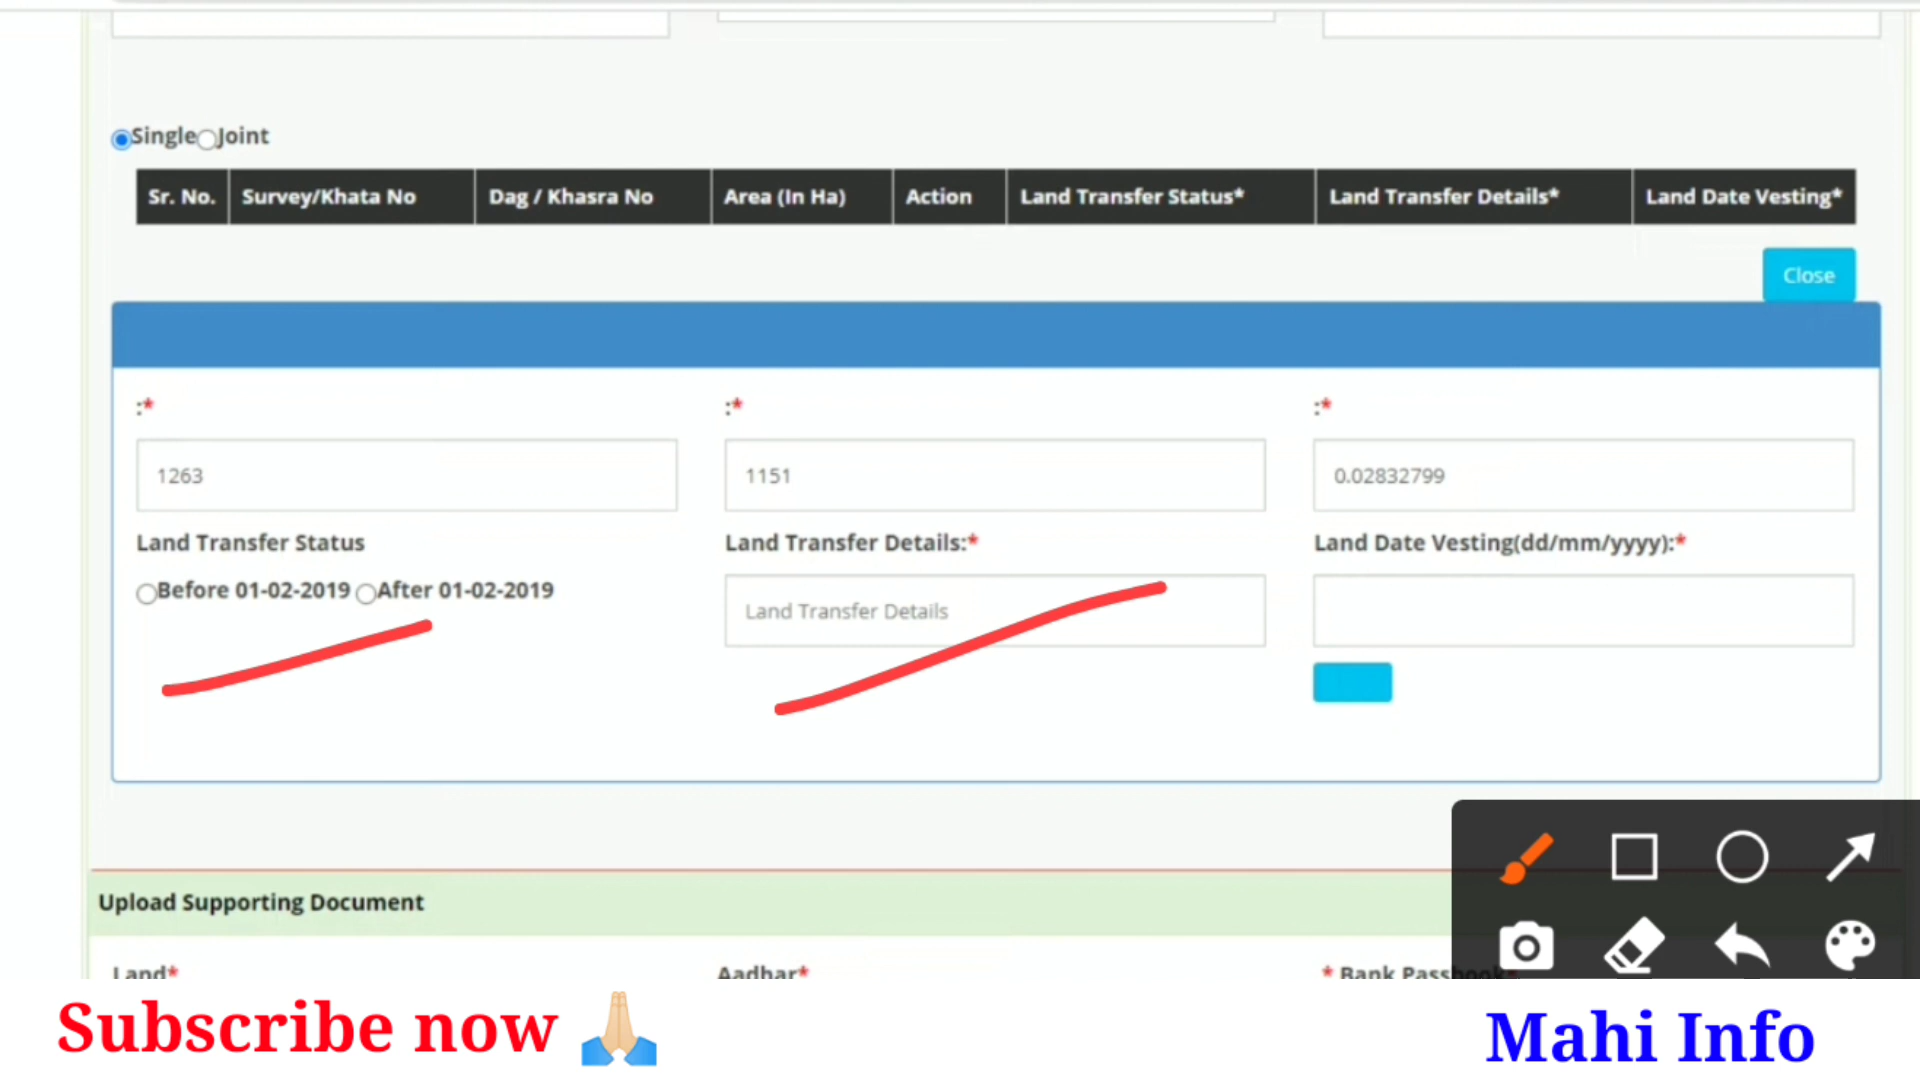 Single Joint
Sr. No. Survey/Khata No Dag / Khasra No Area (In Ha) Action Land Transfer Status* Land Transfer Details* Land Date Vesting*
Close
:* :* :*
1263 1151 0.02832799
Land Transfer Status Land Transfer Details:* Land Date Vesting(dd/mm/yyyy):*
Before 01-02-2019 After 01-02-2019 Land Transfer Details
Upload Supporting Document
Land* Aadhar* * Bank Passbook*
Subscribe now 🙏🏻 Mahi Info